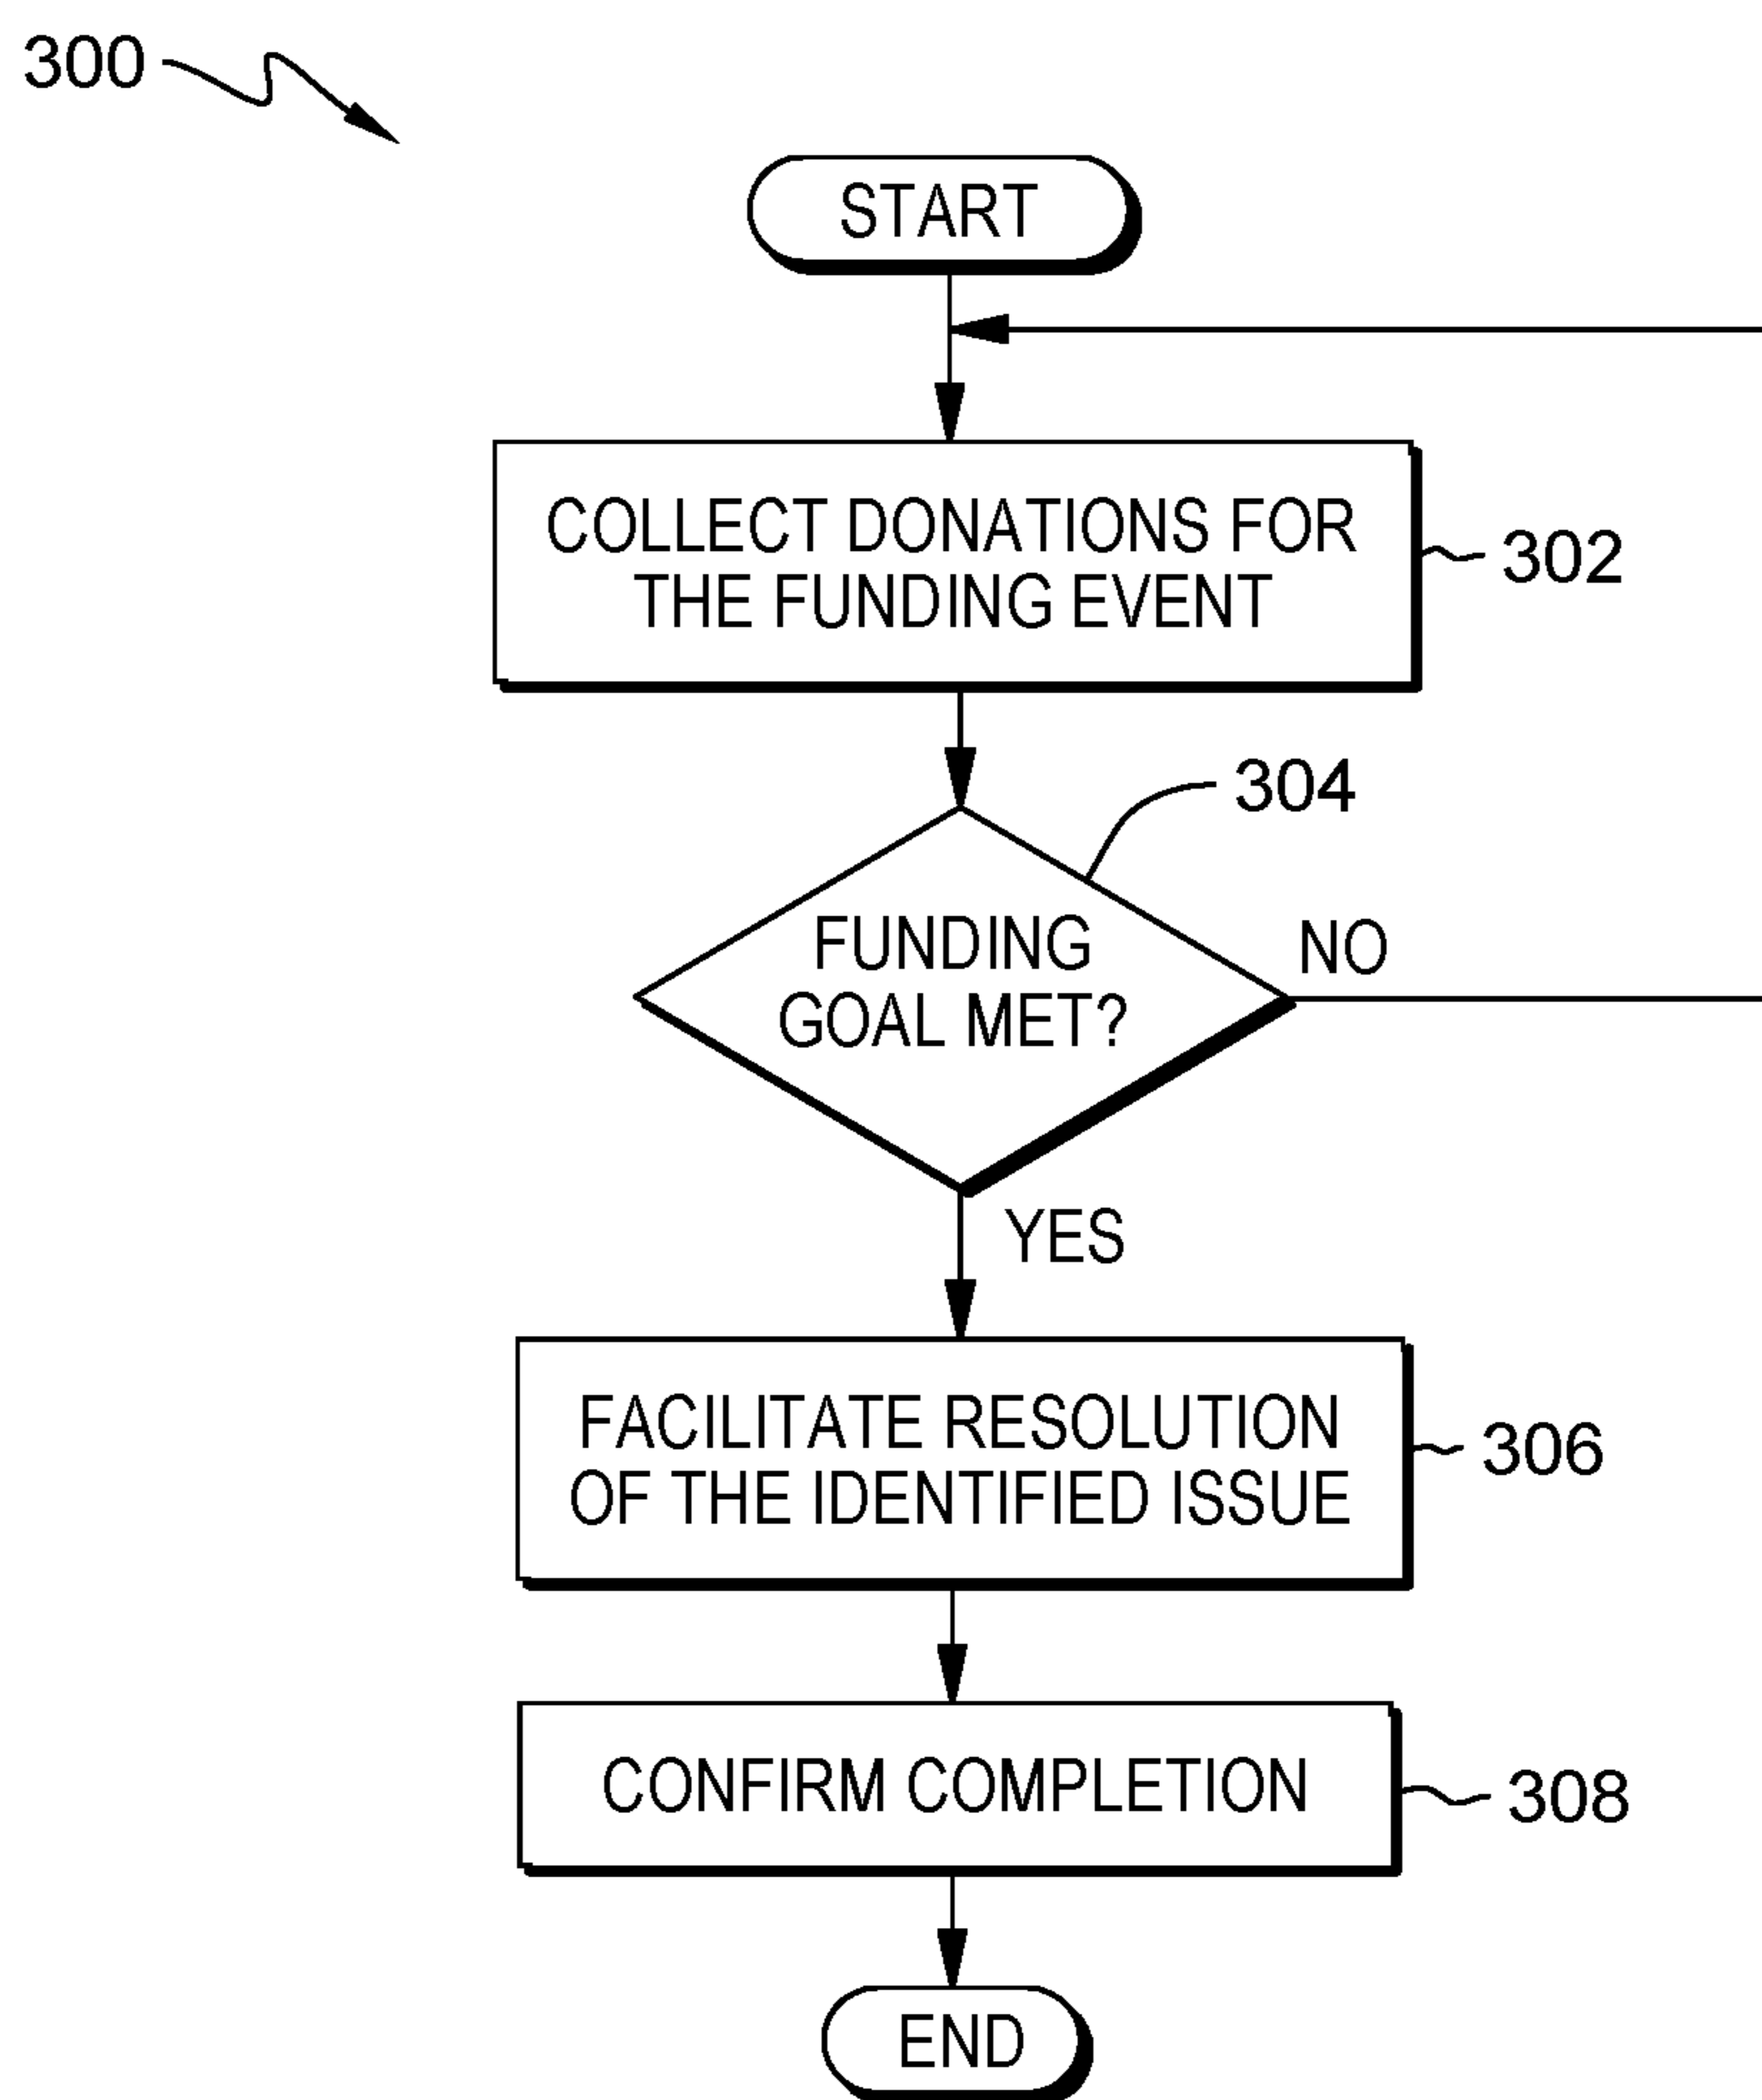 300
START
COLLECT DONATIONS FOR
THE FUNDING EVENT
302
304
FUNDING
GOAL MET?
NO
YES
FACILITATE RESOLUTION
OF THE IDENTIFIED ISSUE
306
CONFIRM COMPLETION
308
END